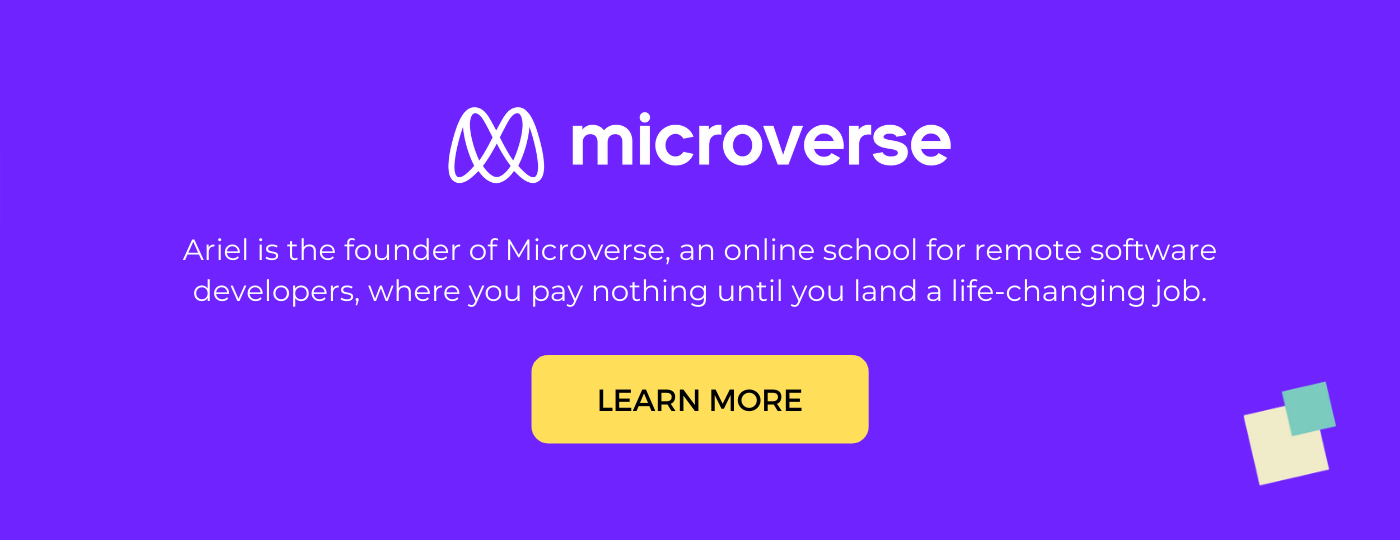 microverse
Ariel is the founder of Microverse, an online school for remote software
developers, where you pay nothing until you land a life-changing job.
LEARN MORE